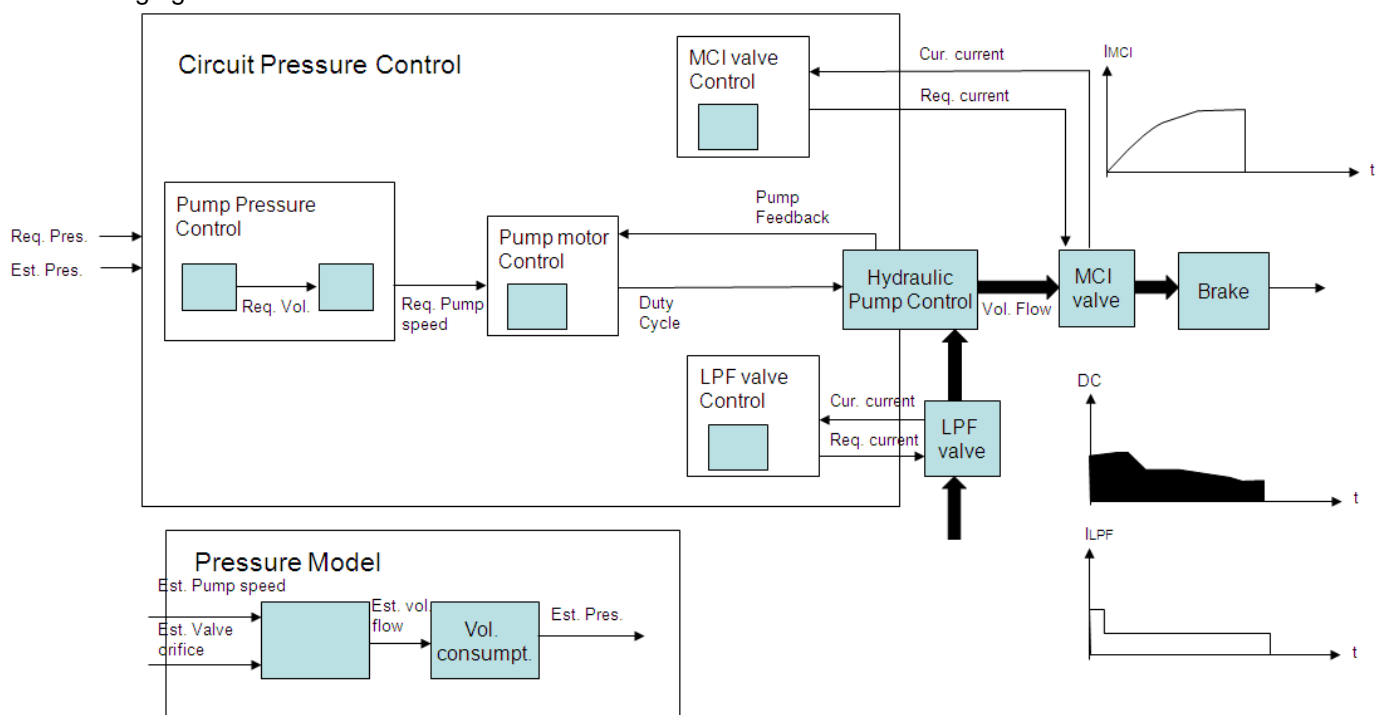 Circuit Pressure Control
MCI valve
Control
Cur. current
Req. current
IMCI
t
Pump Pressure
Control
Req. Vol.
Req. Pres.
Est. Pres.
Req. Pump
speed
Pump motor
Control
Pump
Feedback
Duty
Cycle
Hydraulic
Pump Control
Vol. Flow
MCI
valve
Brake
LPF valve
Control
Cur. current
Req. current
LPF
valve
DC
t
ILPF
t
Pressure Model
Est. Pump speed
Est. Valve
orifice
Est. vol.
flow
Vol.
consumpt.
Est. Pres.